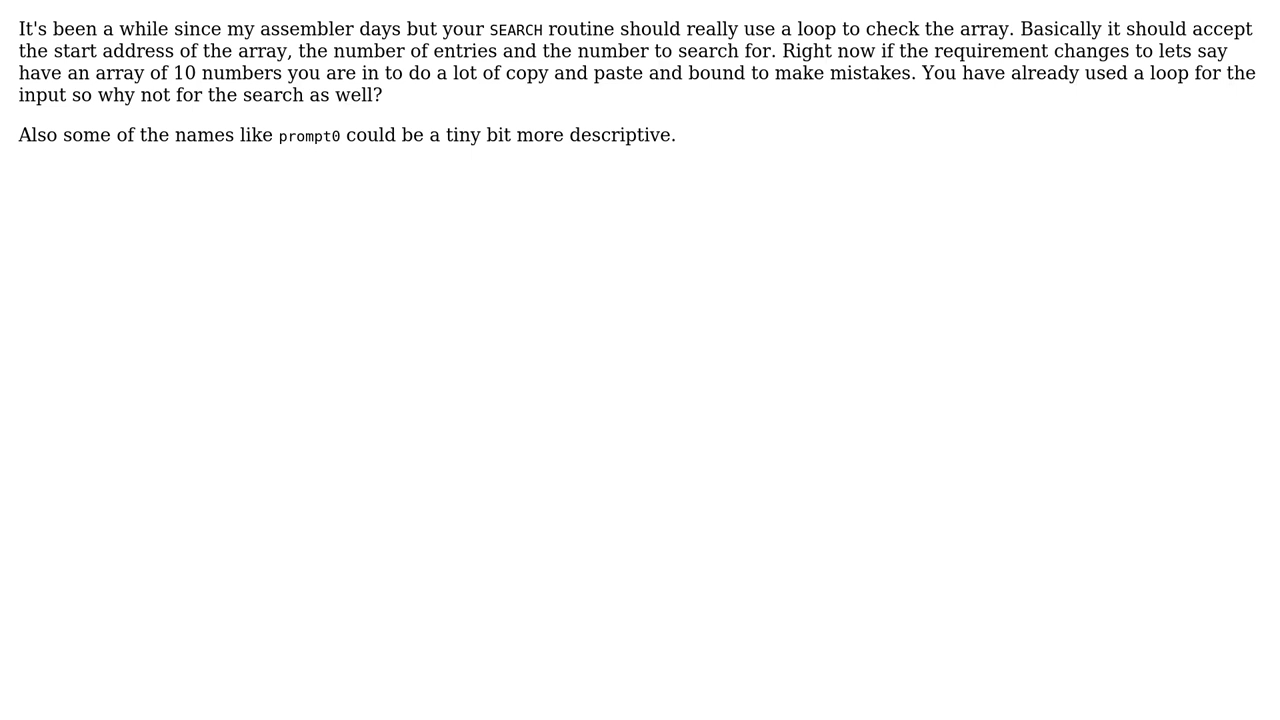 It's been a while since my assembler days but your SEARCH routine should really use a loop to check the array. Basically it should accept
the start address of the array, the number of entries and the number to search for. Right now if the requirement changes to lets say
have an array of 10 numbers you are in to do a lot of copy and paste and bound to make mistakes. You have already used a loop for the
input so why not for the search as well?
Also some of the names like prompt0 could be a tiny bit more descriptive.